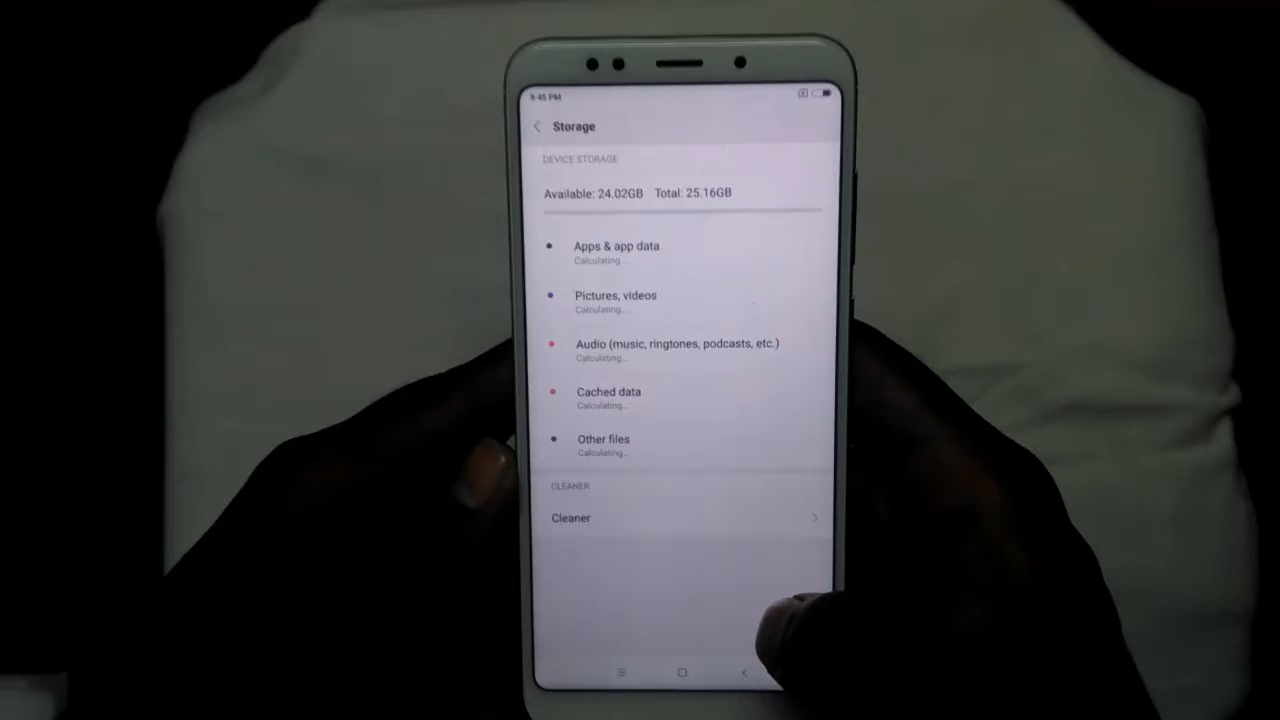 9:45 PM
Storage
DEVICE STORAGE
Available: 24.02GB Total: 25.16GB
Apps & app data
Calculating...
Pictures, videos
Calculating...
Audio (music, ringtones, podcasts, etc.)
Calculating...
Cached data
Calculating...
Other files
Calculating...
CLEANER
Cleaner